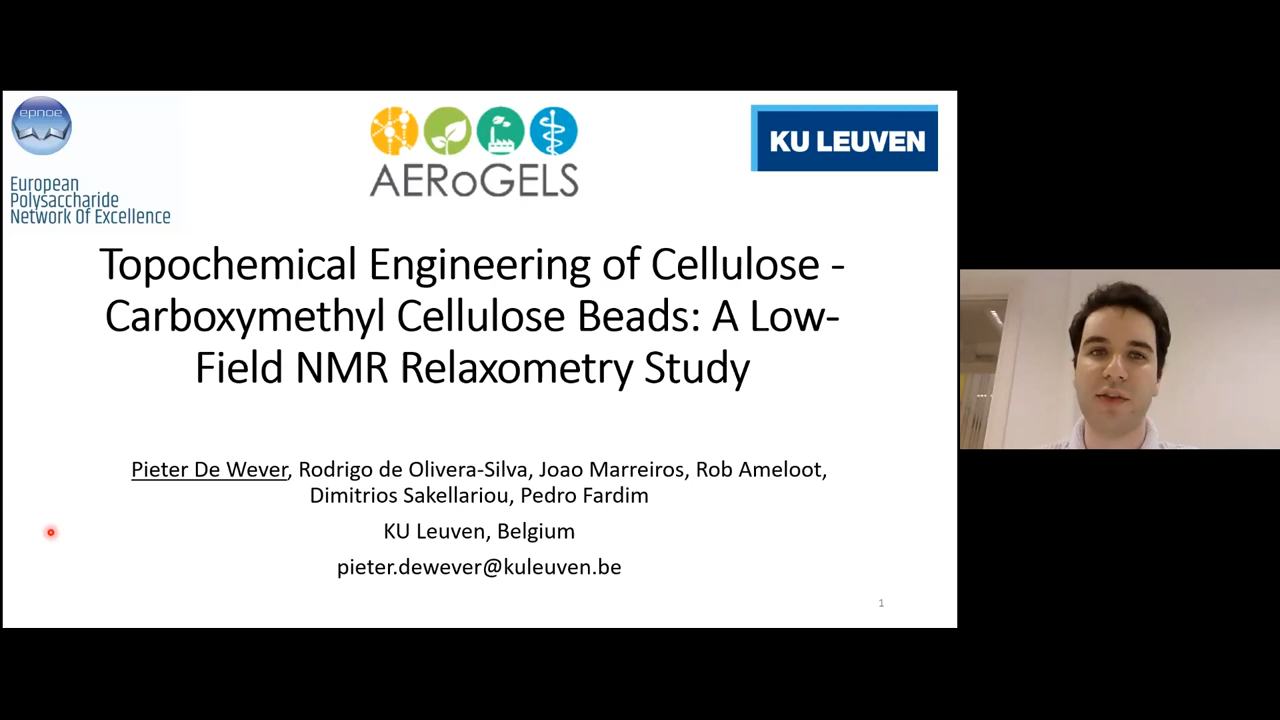 epnoe
European
Polysaccharide
Network Of Excellence
AERoGELS
KU LEUVEN
Topochemical Engineering of Cellulose -
Carboxymethyl Cellulose Beads: A Low-
Field NMR Relaxometry Study
Pieter De Wever, Rodrigo de Olivera-Silva, Joao Marreiros, Rob Ameloot,
Dimitrios Sakellariou, Pedro Fardim
KU Leuven, Belgium
pieter.dewever@kuleuven.be
1